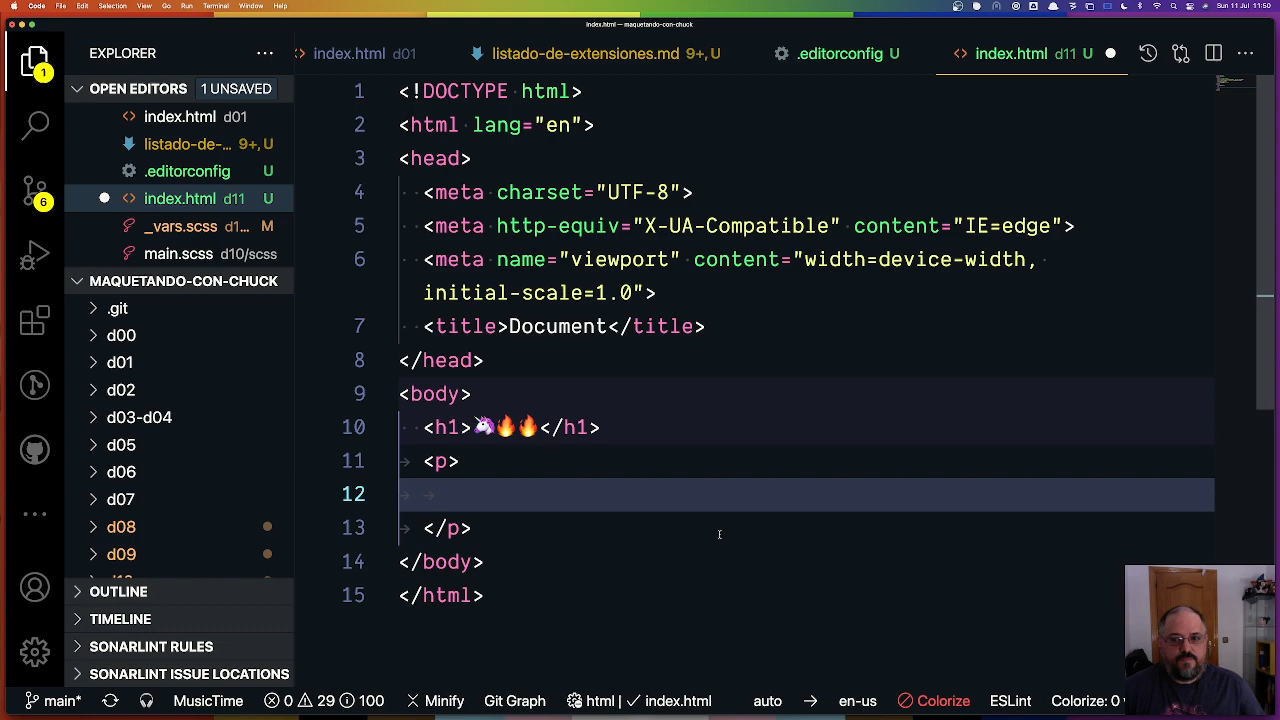 Code File Edit Selection View Go Run Terminal Window Help
Sun 11 Jul 11:50
index.html — maquetando-con-chuck
EXPLORER
index.html d01
listado-de-extensiones.md 9+, U
.editorconfig U
index.html d11 U
OPEN EDITORS 1 UNSAVED
index.html d01
listado-de-... 9+, U
.editorconfig U
index.html d11 U
_vars.scss d1... M
main.scss d10/scss
MAQUETANDO-CON-CHUCK
.git
d00
d01
d02
d03-d04
d05
d06
d07
d08
d09
OUTLINE
TIMELINE
SONARLINT RULES
SONARLINT ISSUE LOCATIONS
1
6
1 <!DOCTYPE html>
2 <html lang="en">
3 <head>
4 <meta charset="UTF-8">
5 <meta http-equiv="X-UA-Compatible" content="IE=edge">
6 <meta name="viewport" content="width=device-width,
initial-scale=1.0">
7 <title>Document</title>
8 </head>
9 <body>
10 <h1>🦄🔥🔥</h1>
11 <p>
12
13 </p>
14 </body>
15 </html>
main* MusicTime 0 29 100 Minify Git Graph html | ✓ index.html auto → en-us Colorize ESLint Colorize: 0